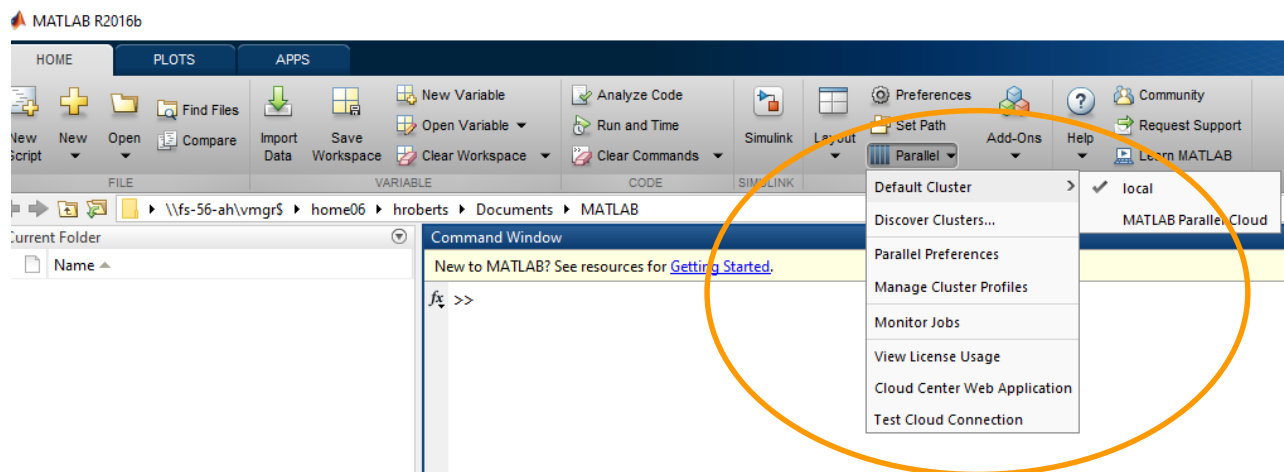 MATLAB R2016b
HOME PLOTS APPS
New Script
New
Open
Find Files
Compare
Import Data
Save Workspace
New Variable
Open Variable
Clear Workspace
Analyze Code
Run and Time
Clear Commands
Simulink
Layout
Preferences
Set Path
Parallel
Add-Ons
? Help
Community
Request Support
Learn MATLAB
FILE VARIABLE CODE SIMULINK
\\fs-56-ah\vmgr$ home06 hroberts Documents MATLAB
Current Folder
Name
Command Window
New to MATLAB? See resources for Getting Started.
fx >>
Default Cluster
Discover Clusters...
Parallel Preferences
Manage Cluster Profiles
Monitor Jobs
View License Usage
Cloud Center Web Application
Test Cloud Connection
local
MATLAB Parallel Cloud